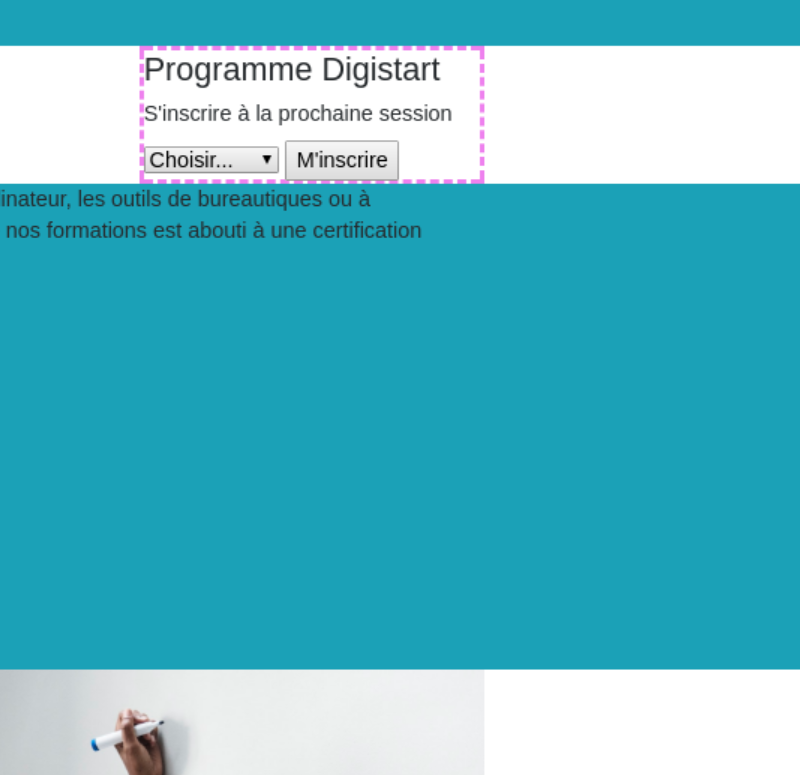 Programme Digistart
S'inscrire à la prochaine session
Choisir... M'inscrire
inateur, les outils de bureautiques ou à
nos formations est abouti à une certification